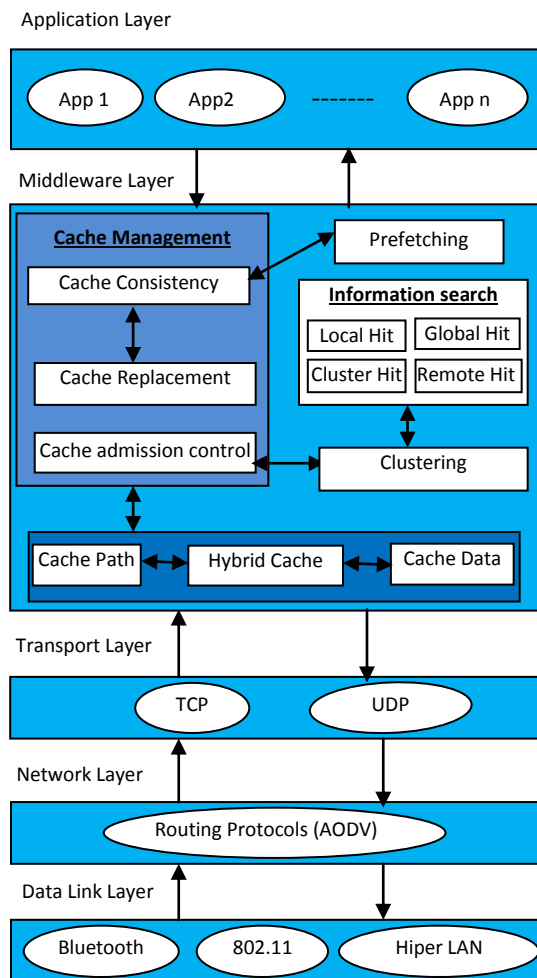 Application Layer
App 1
App2
-------
App n
Middleware Layer
Cache Management
Prefetching
Cache Consistency
Information search
Local Hit
Global Hit
Cache Replacement
Cluster Hit
Remote Hit
Cache admission control
Clustering
Cache Path
Hybrid Cache
Cache Data
Transport Layer
TCP
UDP
Network Layer
Routing Protocols (AODV)
Data Link Layer
Bluetooth
802.11
Hiper LAN